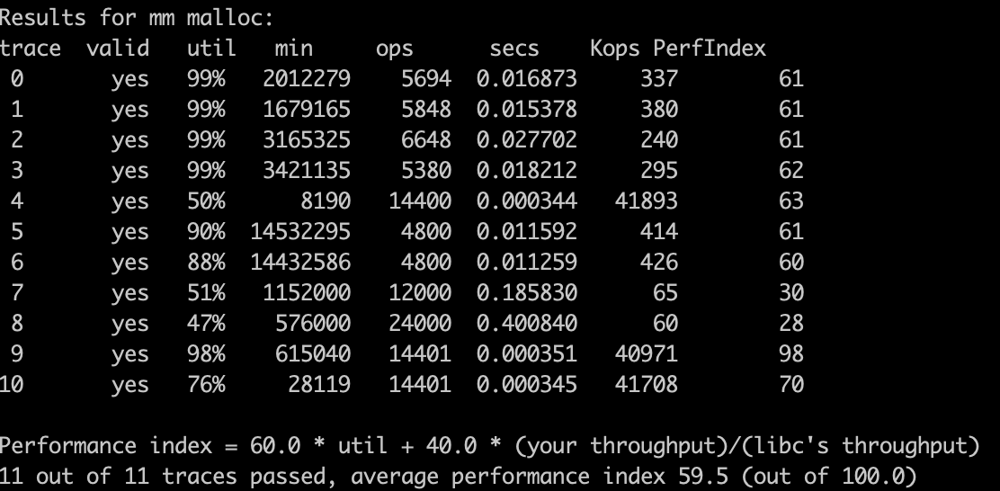 Results for mm malloc:
trace  valid   util   min     ops      secs    Kops PerfIndex
 0       yes   99%   2012279    5694  0.016873     337        61
 1       yes   99%   1679165    5848  0.015378     380        61
 2       yes   99%   3165325    6648  0.027702     240        61
 3       yes   99%   3421135    5380  0.018212     295        62
 4       yes   50%      8190   14400  0.000344   41893        63
 5       yes   90%  14532295    4800  0.011592     414        61
 6       yes   88%  14432586    4800  0.011259     426        60
 7       yes   51%   1152000   12000  0.185830      65        30
 8       yes   47%    576000   24000  0.400840      60        28
 9       yes   98%    615040   14401  0.000351   40971        98
10       yes   76%     28119   14401  0.000345   41708        70
Performance index = 60.0 * util + 40.0 * (your throughput)/(libc's throughput)
11 out of 11 traces passed, average performance index 59.5 (out of 100.0)